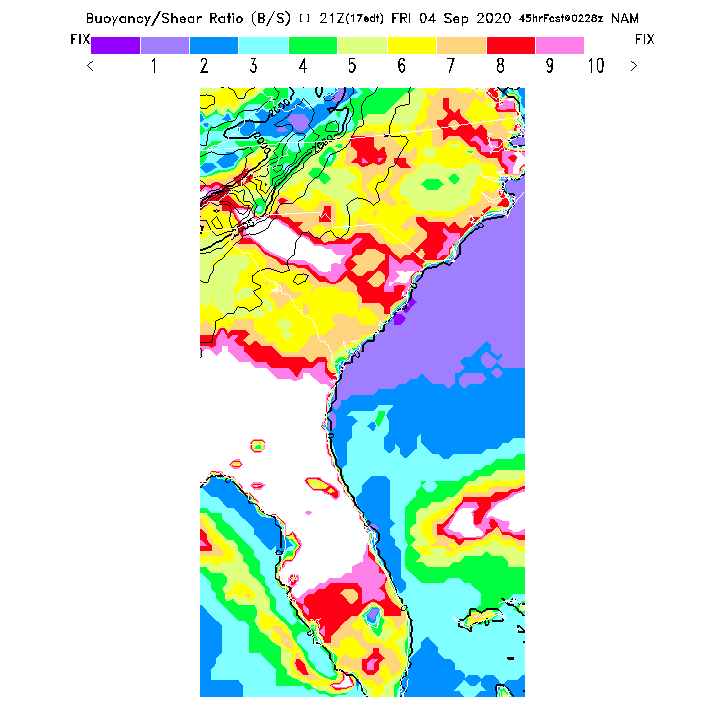 Buoyancy/Shear Ratio (B/S) [] 21Z(17edt) FRI 04 Sep 2020 45hrFcst@0228z NAM
FIX FIX
< 1 2 3 4 5 6 7 8 9 10 >